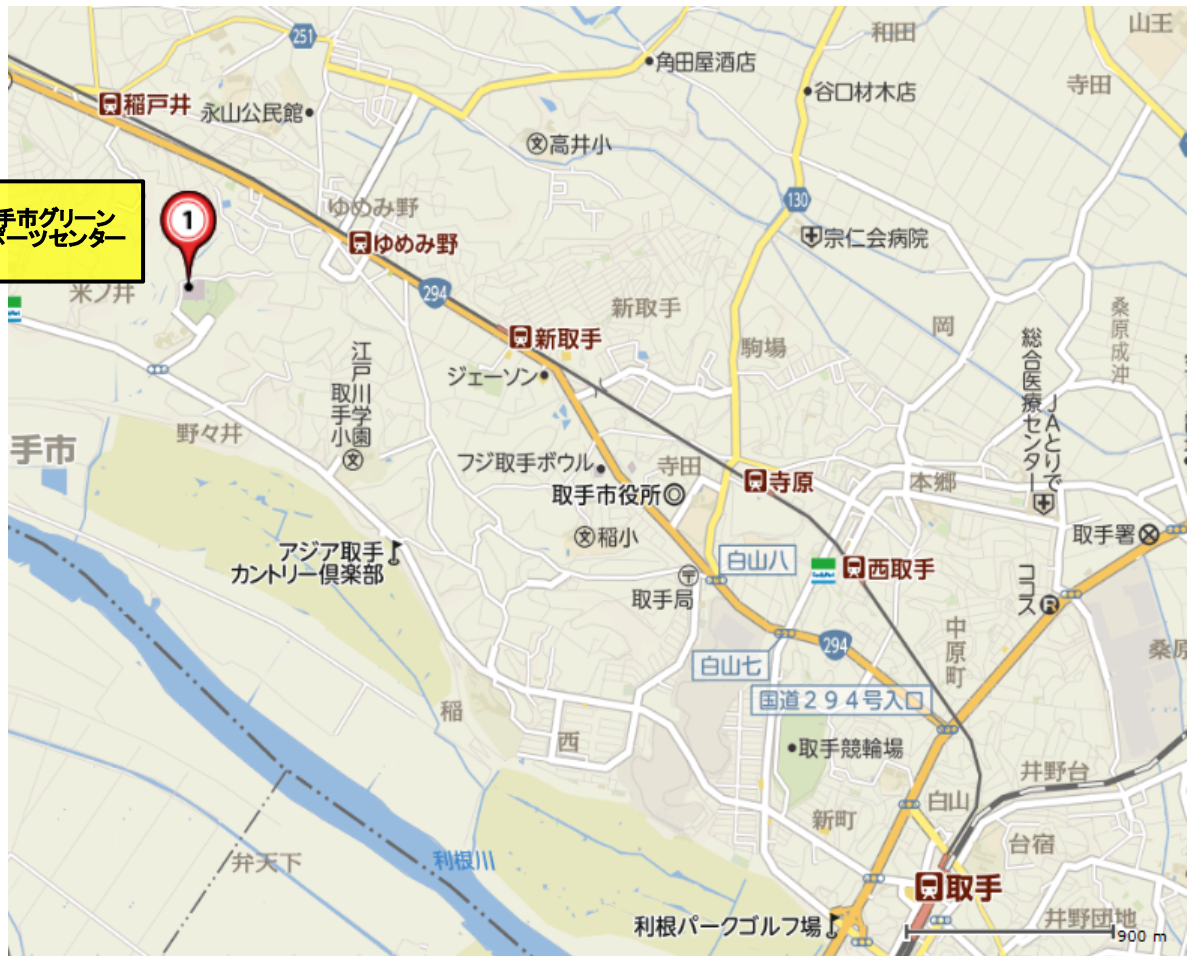 251
和田
山王
角田屋酒店
谷口材木店
寺田
稲戸井
永山公民館
高井小
文
手市グリーン
ポーツセンター
1
ゆめみ野
130
宗仁会病院
ゆめみ野
米ノ井
294
新取手
岡
桑原成沖
新取手
駒場
総合医療センター
JAとりで
ジェーソン
江戸川学園
取手小
文
野々井
手市
フジ取手ボウル
寺田
寺原
本郷
取手市役所
文
稲小
取手署
アジア取手
カントリー倶楽部
白山八
西取手
取手局
ココス
R
中原町
桑原
白山七
294
国道294号入口
稲
西
取手競輪場
井野台
新町
白山
台宿
弁天下
利根川
取手
利根パークゴルフ場
井野団地
900 m